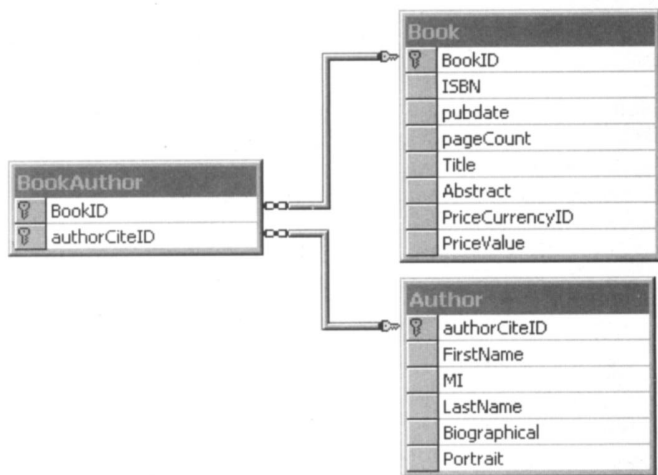 Book
BookID
ISBN
pubdate
pageCount
Title
Abstract
PriceCurrencyID
PriceValue
BookAuthor
BookID
authorCiteID
Author
authorCiteID
FirstName
MI
LastName
Biographical
Portrait